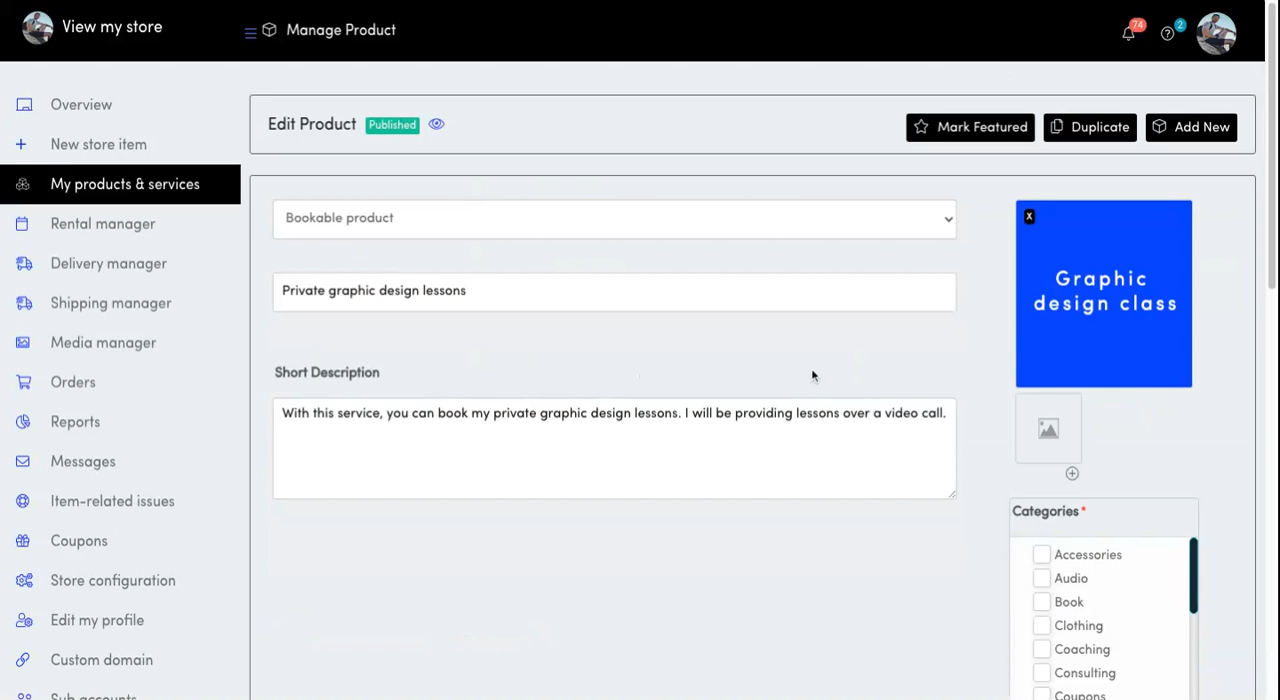 View my store
Manage Product
74
2
Overview
New store item
My products & services
Rental manager
Delivery manager
Shipping manager
Media manager
Orders
Reports
Messages
Item-related issues
Coupons
Store configuration
Edit my profile
Custom domain
Sub accounts
Edit Product
Published
Mark Featured
Duplicate
Add New
Bookable product
Private graphic design lessons
Short Description
With this service, you can book my private graphic design lessons. I will be providing lessons over a video call.
X
Graphic
design class
Categories *
Accessories
Audio
Book
Clothing
Coaching
Consulting
Coupons